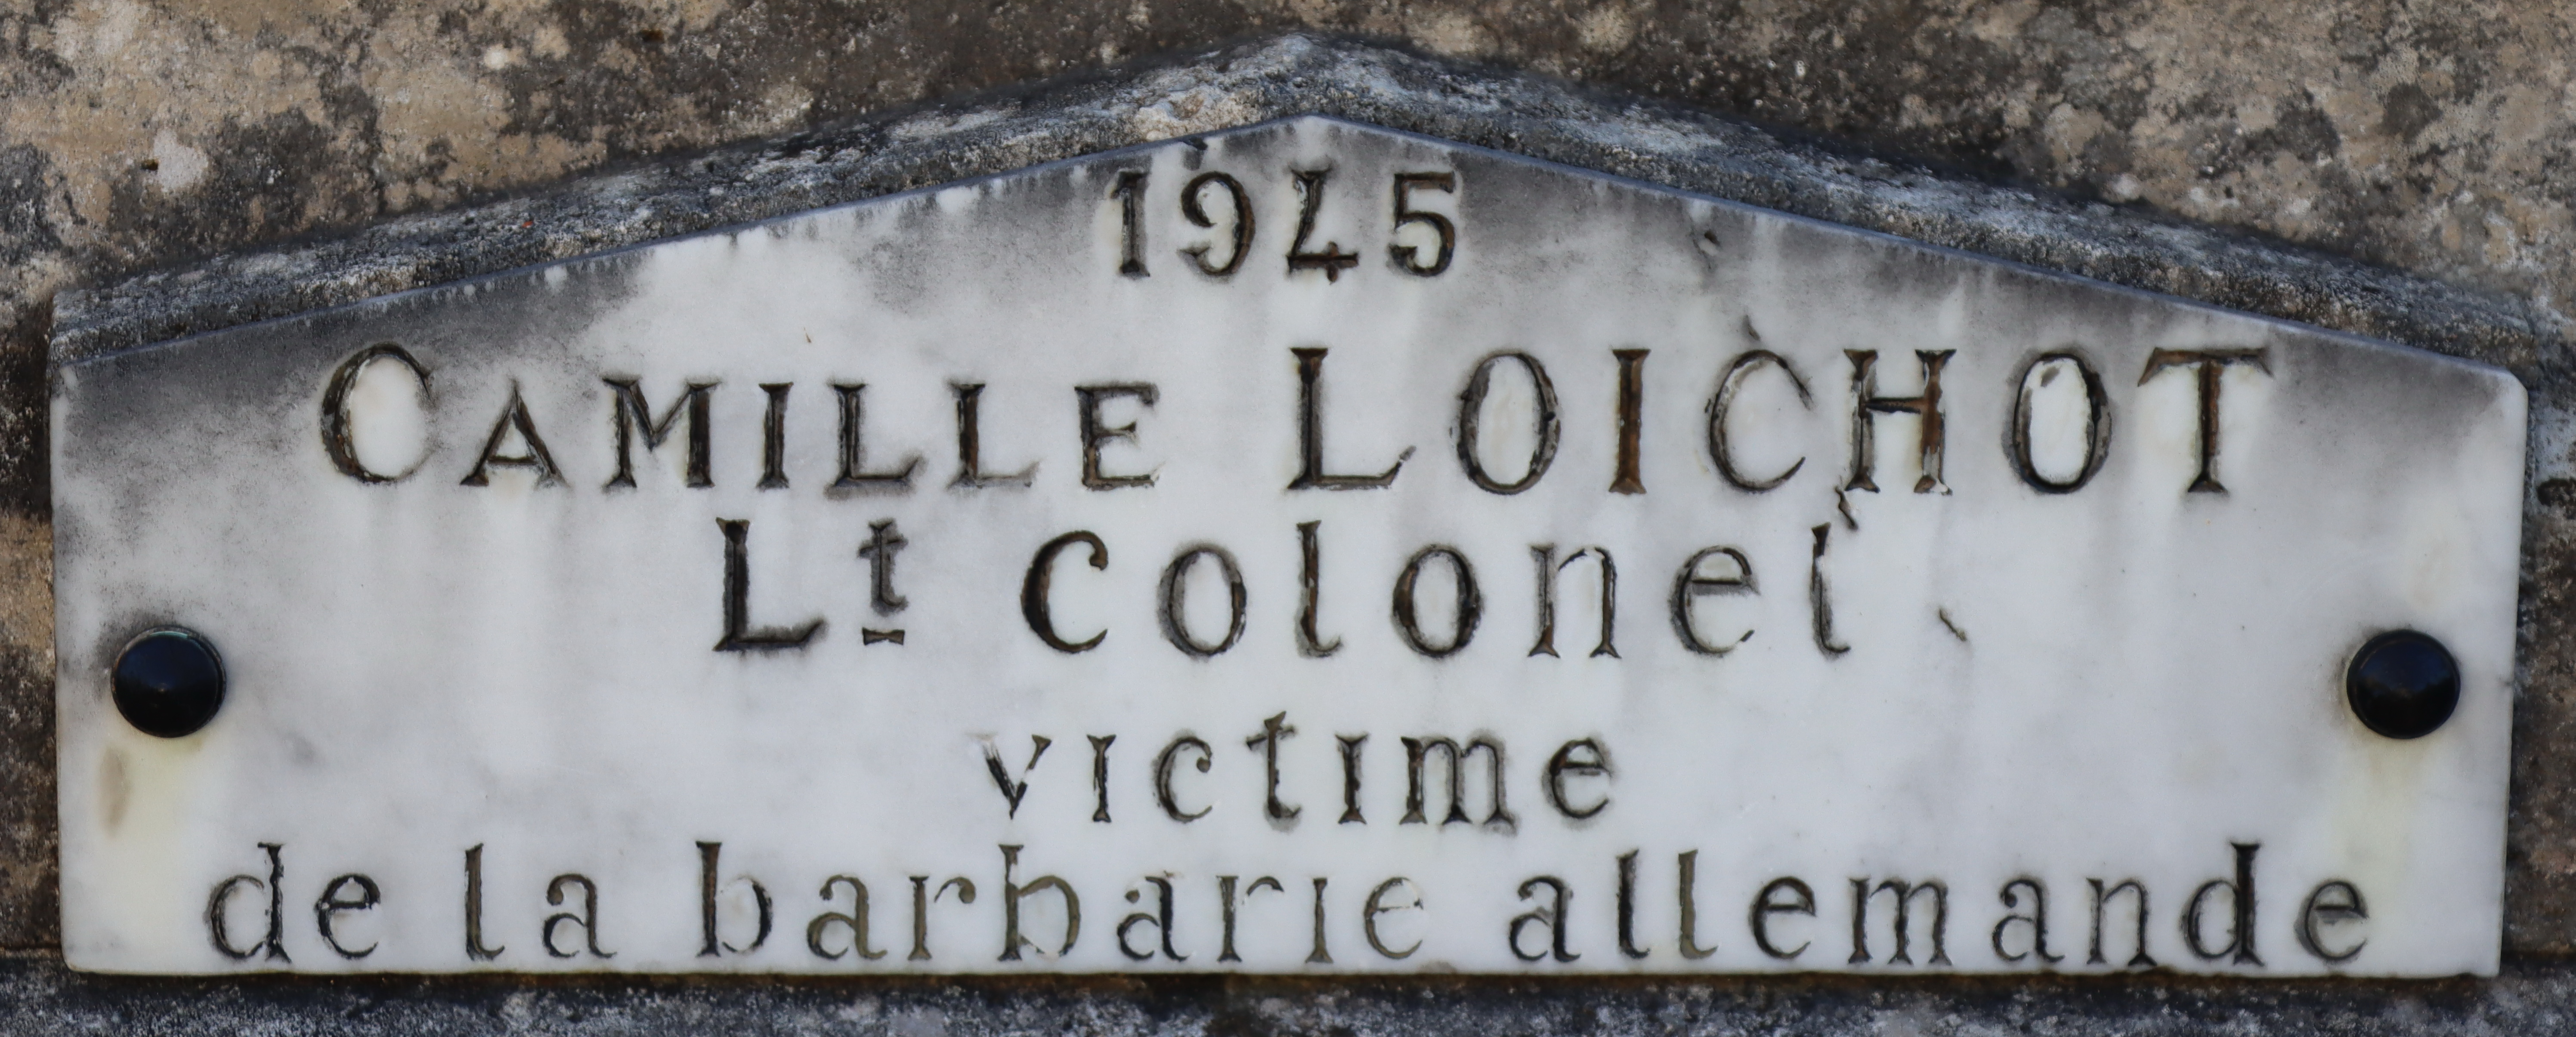 1945
CAMILLE LOICHOT
Lt colonel
victime
de la barbarie allemande